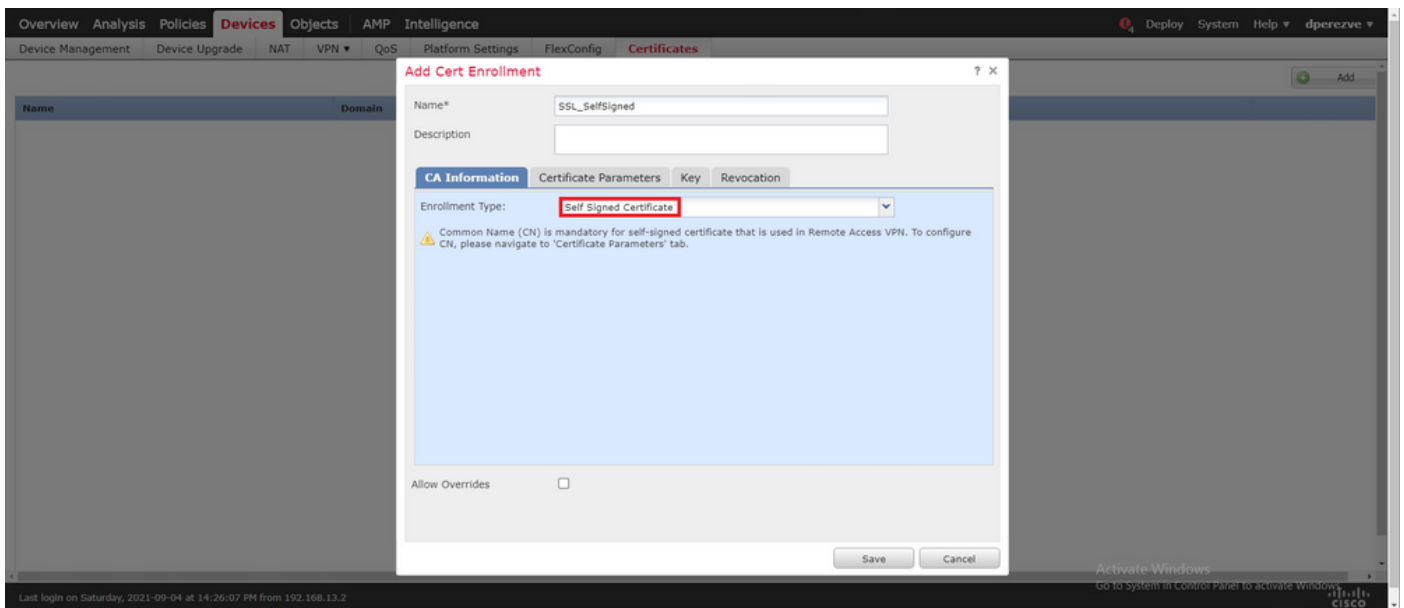 Overview Analysis Policies Devices Objects AMP Intelligence Deploy System Help dperezve
Device Management Device Upgrade NAT VPN QoS Platform Settings FlexConfig Certificates
Add Cert Enrollment ? ×
Add
Name Domain
Name* SSL_SelfSigned
Description
CA Information Certificate Parameters Key Revocation
Enrollment Type: Self Signed Certificate
Common Name (CN) is mandatory for self-signed certificate that is used in Remote Access VPN. To configure
CN, please navigate to 'Certificate Parameters' tab.
Allow Overrides
Save Cancel
Activate Windows
Go to System in Control Panel to activate Windows.
Last login on Saturday, 2021-09-04 at 14:26:07 PM from 192.168.13.2
CISCO